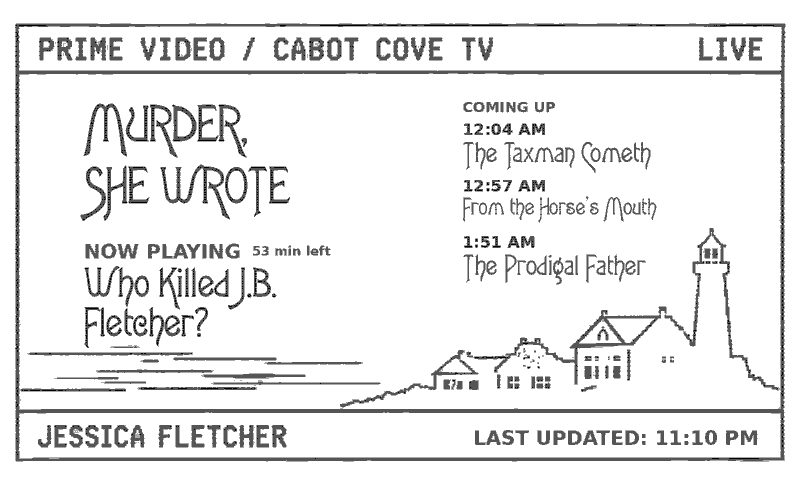 PRIME VIDEO / CABOT COVE TV
LIVE
MURDER,
SHE WROTE
NOW PLAYING 53 min left
Who Killed J.B.
Fletcher?
COMING UP
12:04 AM
The Taxman Cometh
12:57 AM
From the Horse's Mouth
1:51 AM
The Prodigal Father
JESSICA FLETCHER
LAST UPDATED: 11:10 PM